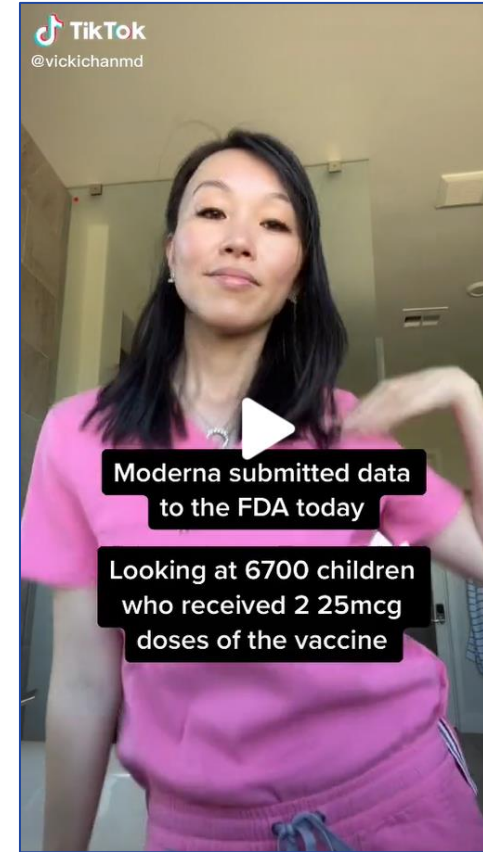 TikTok
@vickichanmd
Moderna submitted data
to the FDA today
Looking at 6700 children
who received 2 25mcg
doses of the vaccine